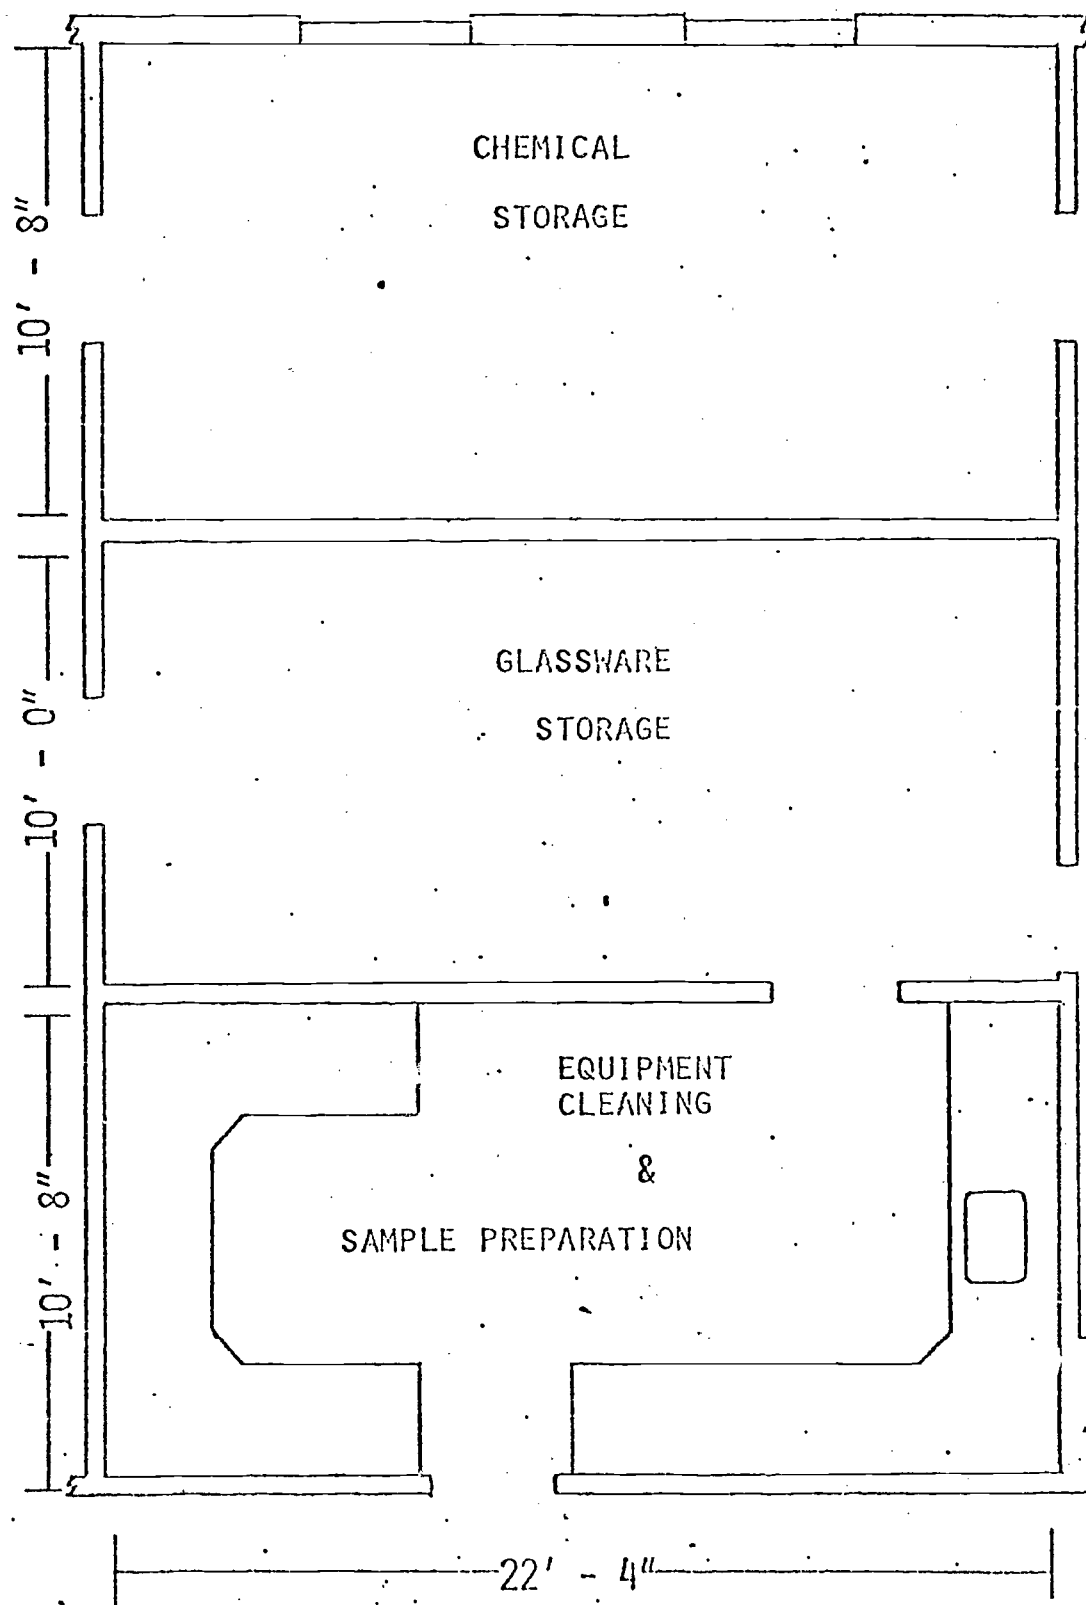 CHEMICAL
STORAGE
10' - 8"
GLASSWARE
STORAGE
10' - 0"
EQUIPMENT
CLEANING
&
SAMPLE PREPARATION
10' - 8"
22' - 4"